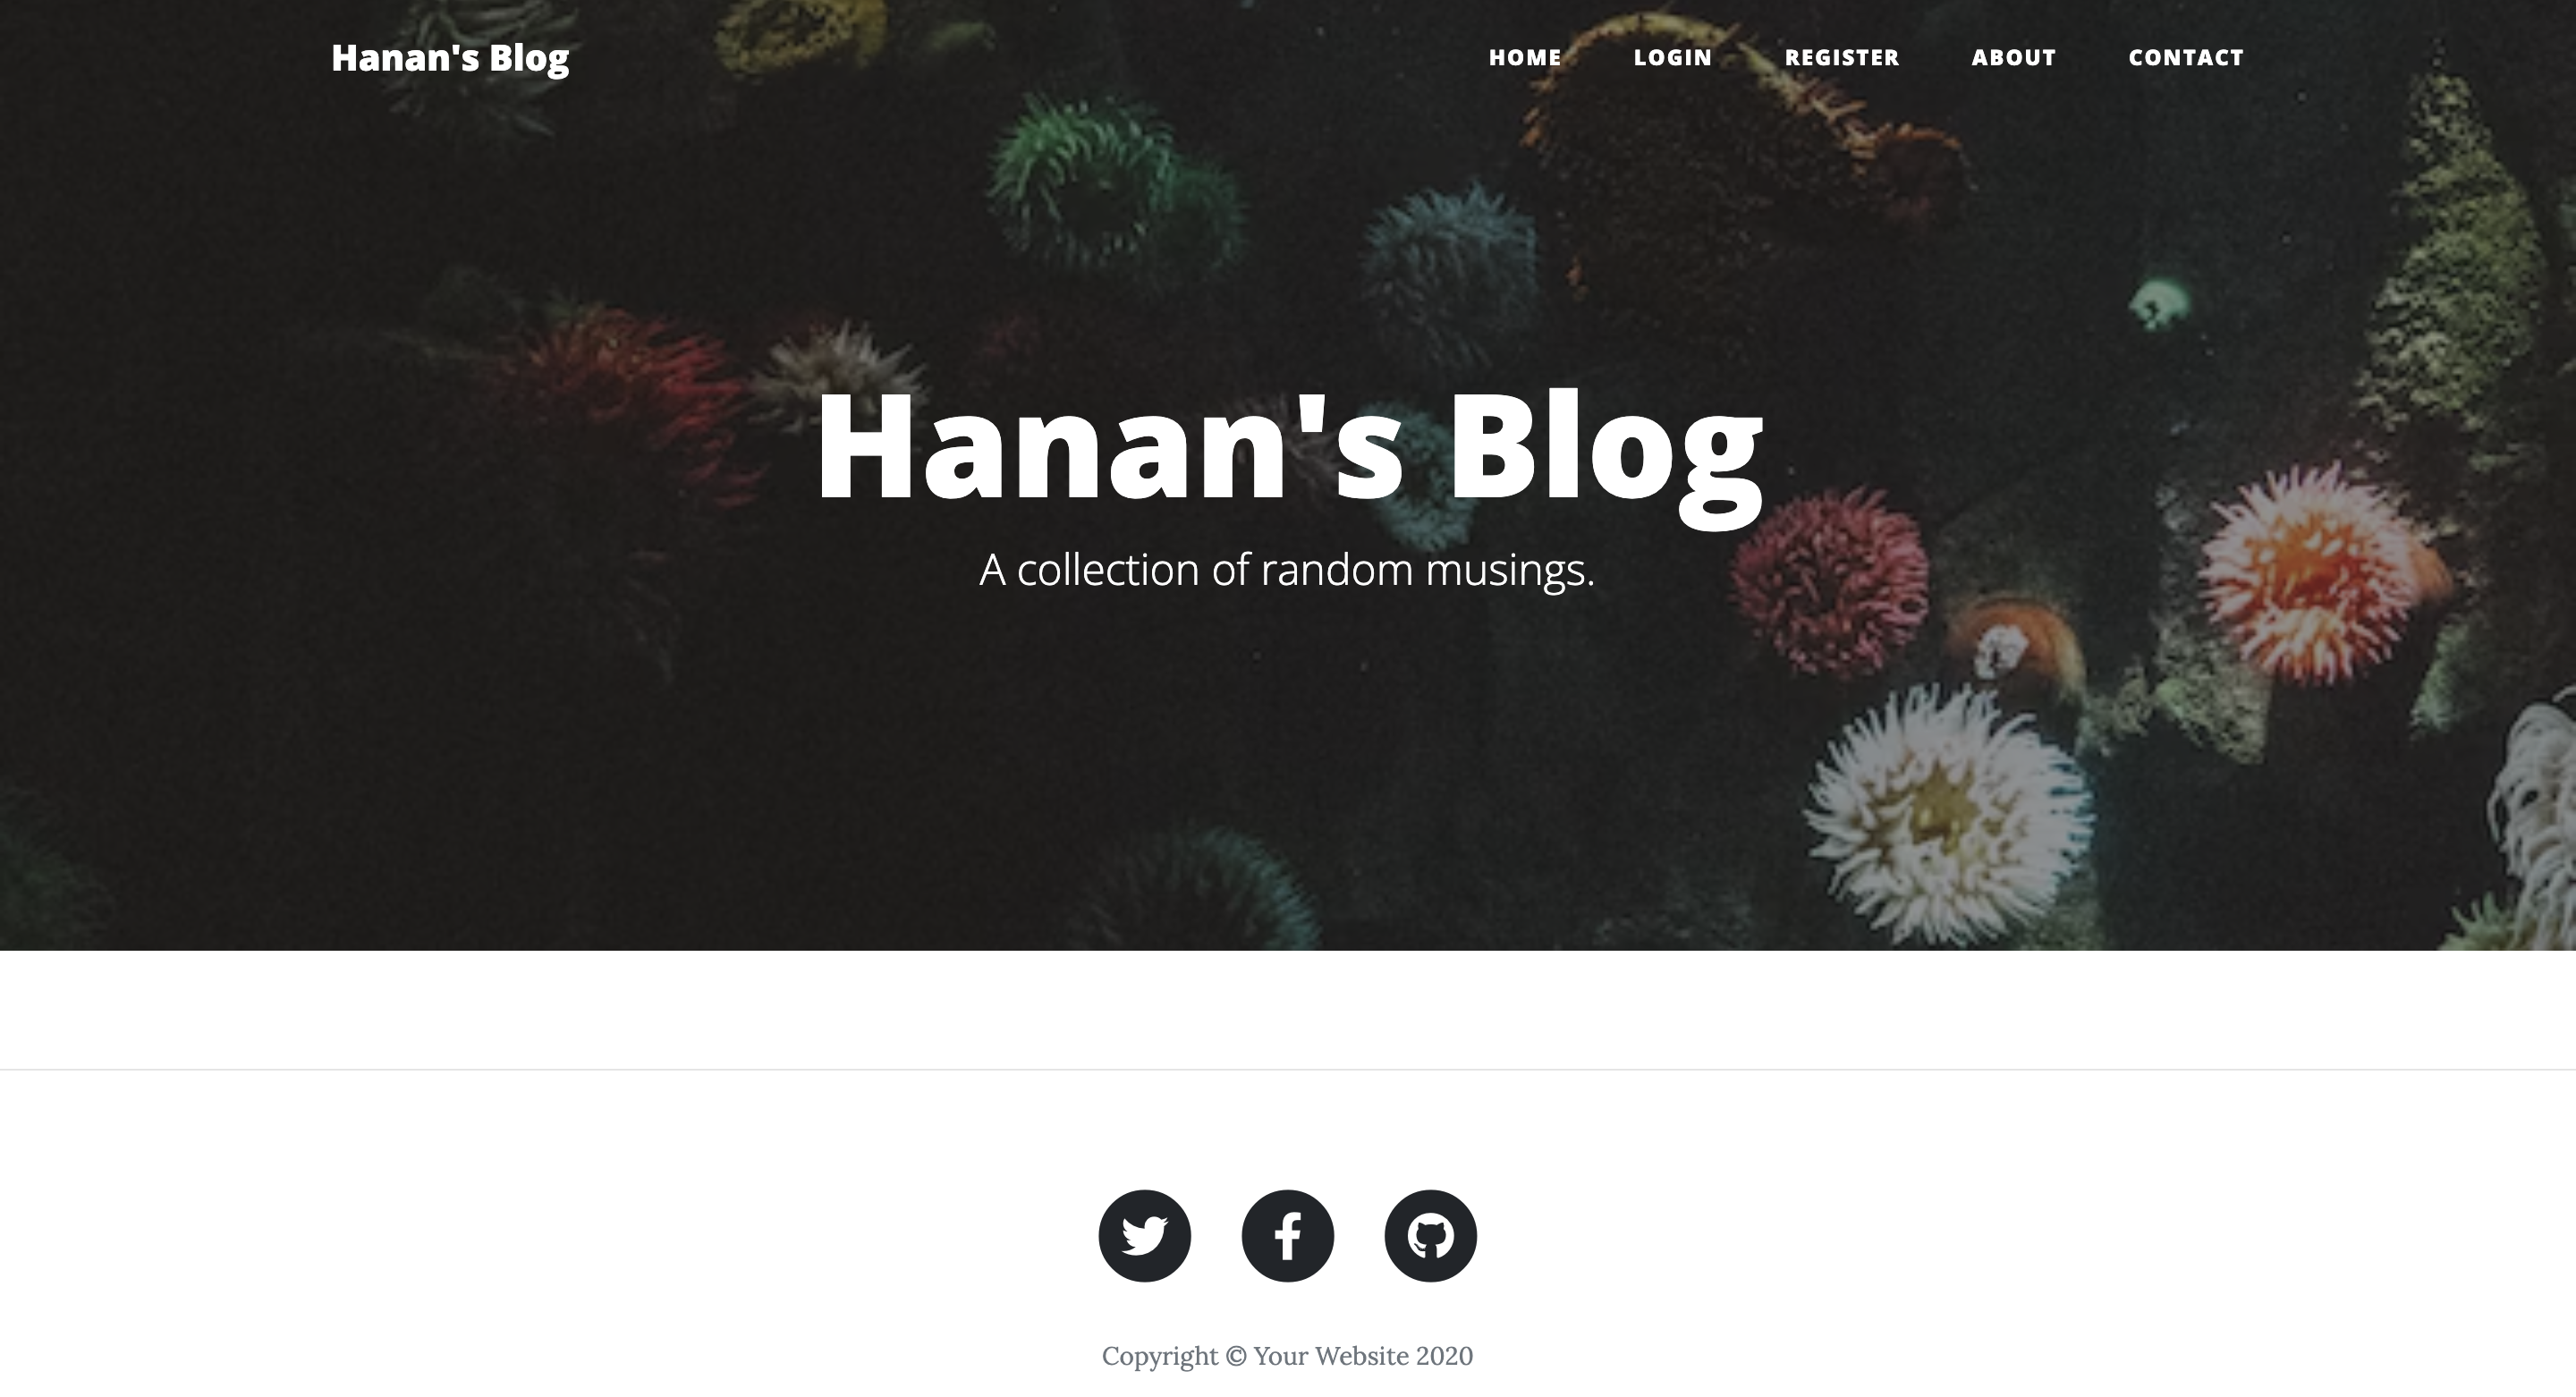 Hanan's Blog
HOME LOGIN REGISTER ABOUT CONTACT
Hanan's Blog
A collection of random musings.
Copyright © Your Website 2020